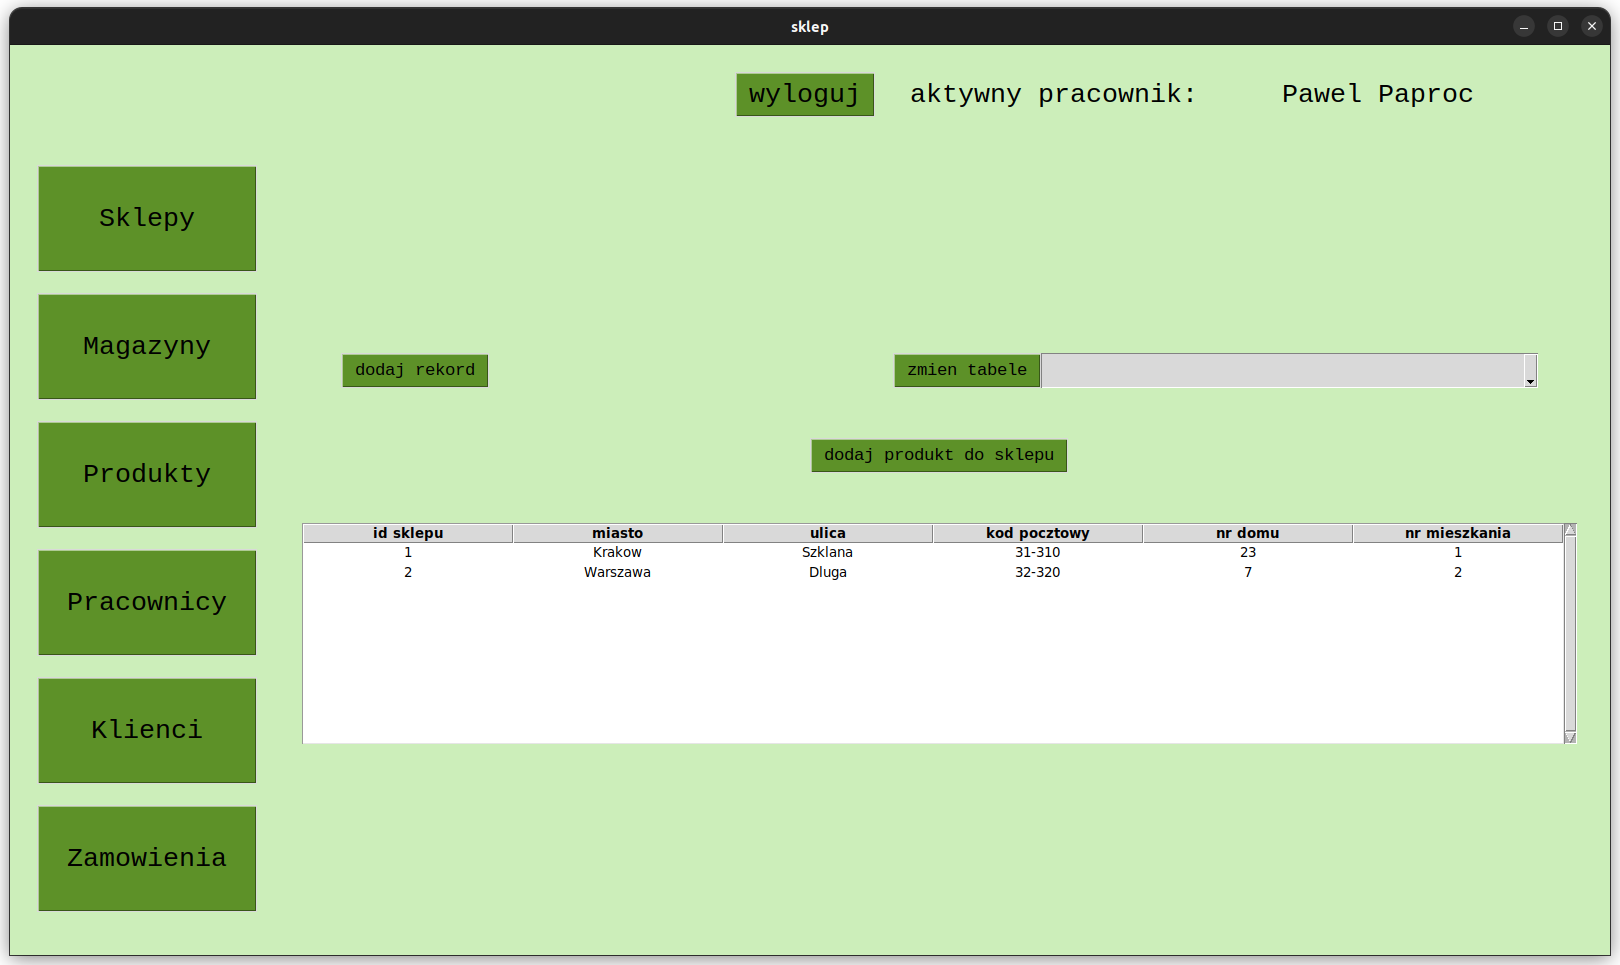 sklep
wyloguj aktywny pracownik: Pawel Paproc
Sklepy
Magazyny
dodaj rekord zmien tabele
dodaj produkt do sklepu
Produkty
id sklepu miasto ulica kod pocztowy nr domu nr mieszkania
1 Krakow Szklana 31-310 23 1
2 Warszawa Dluga 32-320 7 2
Pracownicy
Klienci
Zamowienia